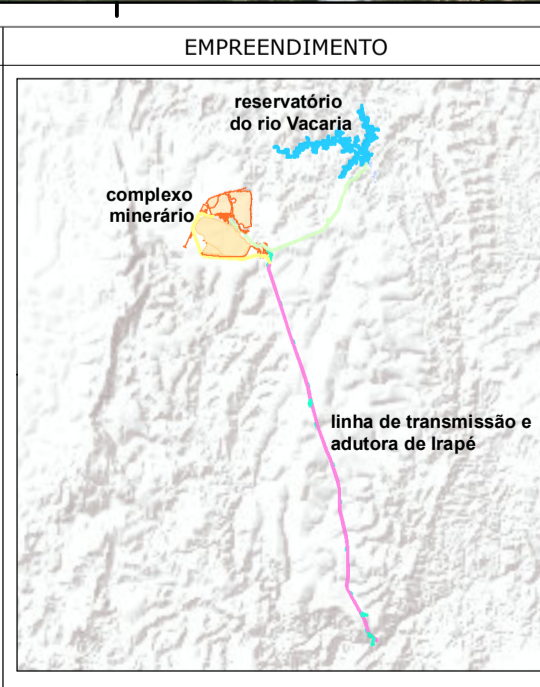 EMPREENDIMENTO
reservatório
do rio Vacaria
complexo
minerário
linha de transmissão e
adutora de Irapé